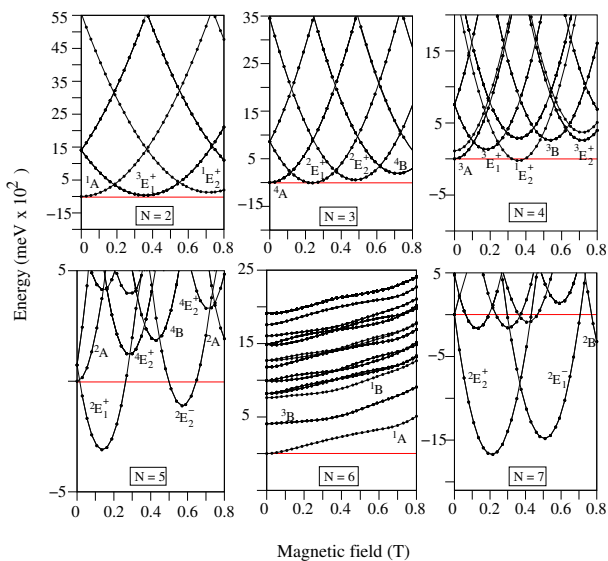 Energy (meV x 10²)
55
45
35
25
15
5
−15
0 0.2 0.4 0.6 0.8
¹A
³E₁⁺
¹E₂⁺
N = 2
35
25
15
5
−5
0 0.2 0.4 0.6 0.8
⁴A
²E₁⁺
²E₂⁺
⁴B
N = 3
15
5
−5
0 0.2 0.4 0.6 0.8
³A
³E₁⁺
¹E₂⁺
³B
³E₂⁺
N = 4
5
−5
0 0.2 0.4 0.6 0.8
²A
⁴E₂⁺
⁴B
⁴E₂⁺
²A
²E₁⁺
²E₂⁻
N = 5
25
15
5
0 0.2 0.4 0.6 0.8
³B
¹B
¹A
N = 6
5
−5
−15
0 0.2 0.4 0.6 0.8
²E₂⁺
²E₁⁻
²B
N = 7
Magnetic field (T)